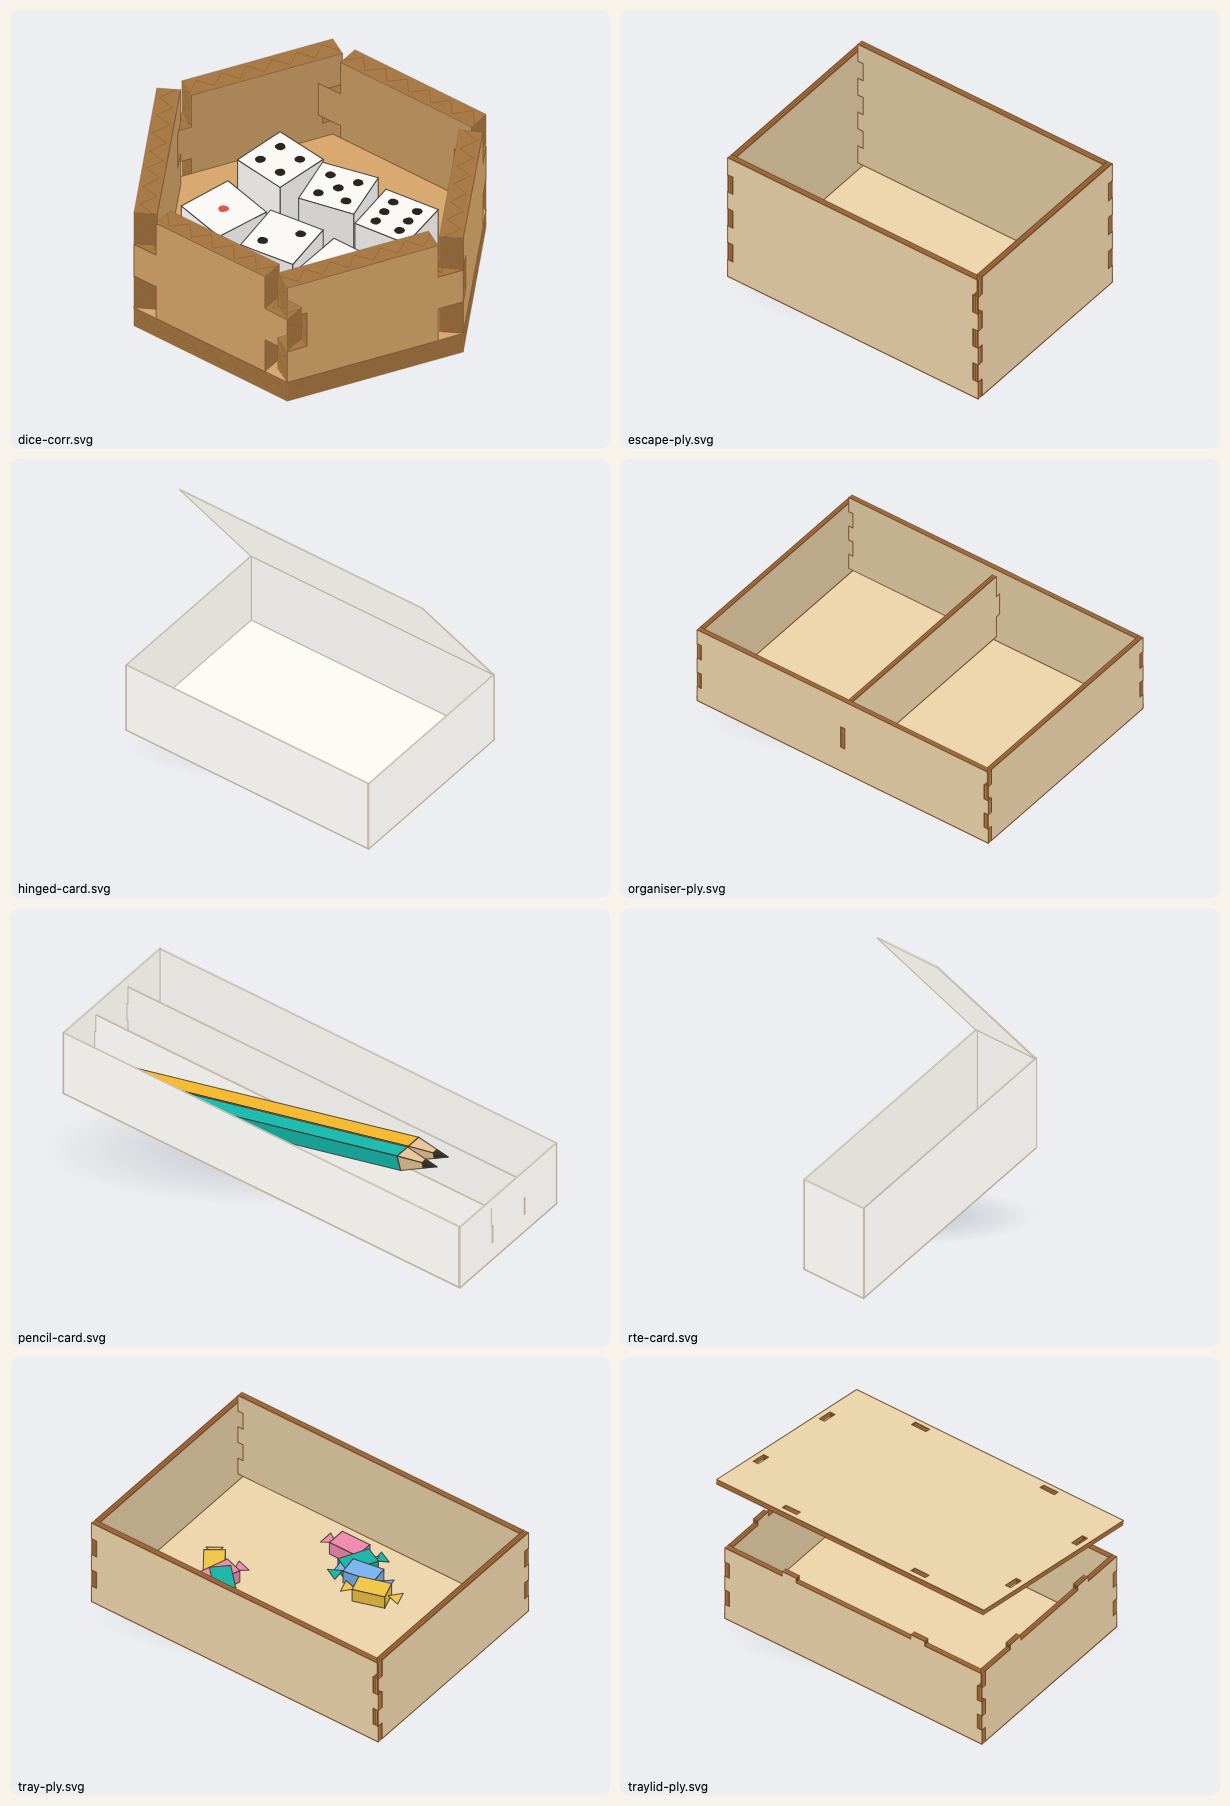 dice-corr.svg
escape-ply.svg
hinged-card.svg
organiser-ply.svg
pencil-card.svg
rte-card.svg
tray-ply.svg
traylid-ply.svg